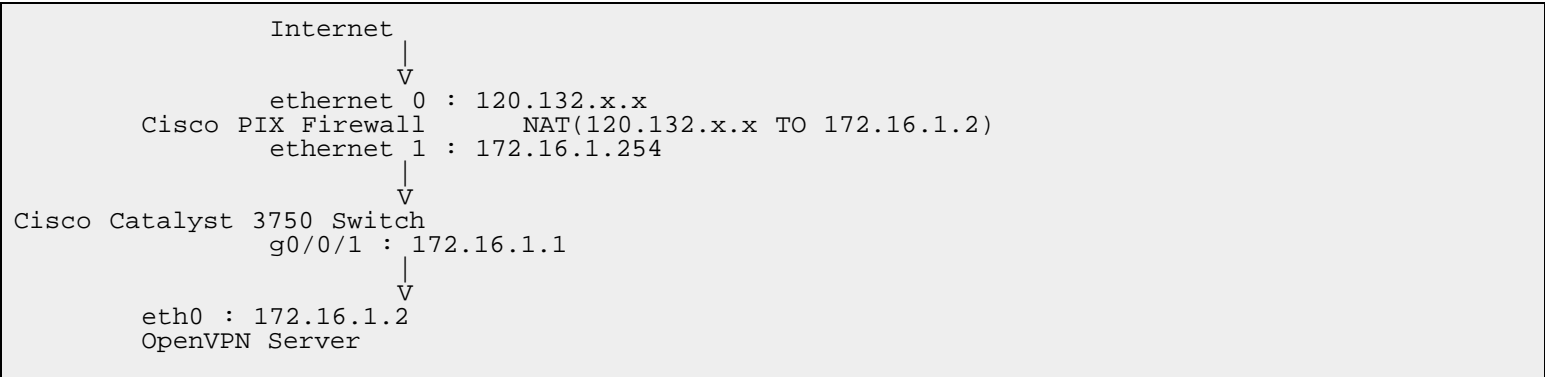 Internet
|
V
ethernet 0 : 120.132.x.x
Cisco PIX Firewall NAT(120.132.x.x TO 172.16.1.2)
ethernet 1 : 172.16.1.254
|
V
Cisco Catalyst 3750 Switch
g0/0/1 : 172.16.1.1
|
V
eth0 : 172.16.1.2
OpenVPN Server